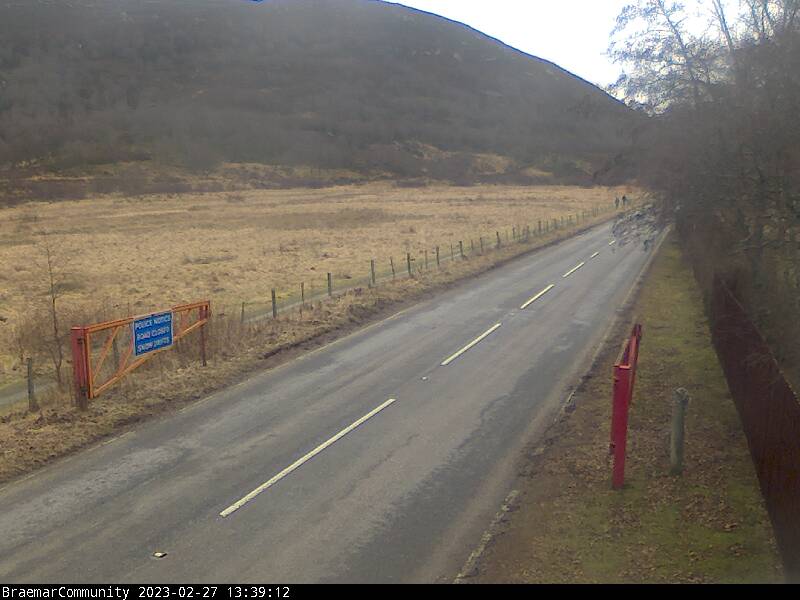 POLICE NOTICE
ROAD CLOSED
SNOW DRIFTS
BraemarCommunity 2023-02-27 13:39:12